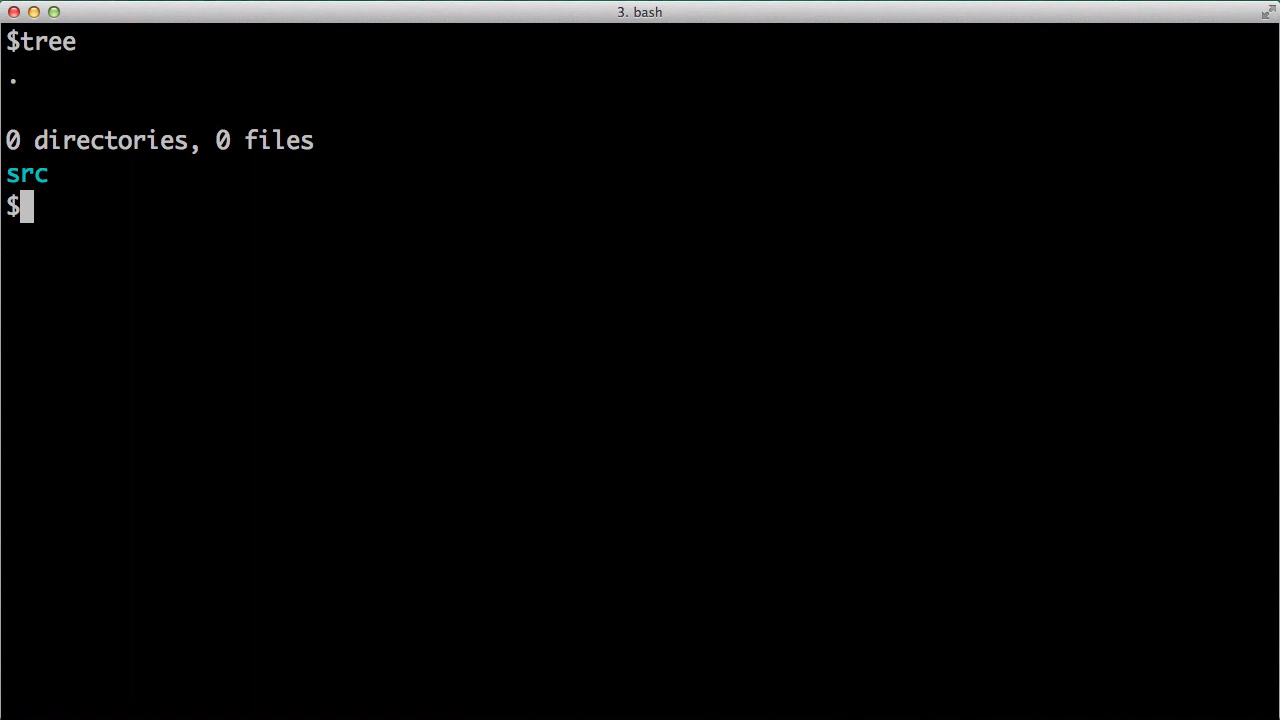 3. bash
$tree
.
0 directories, 0 files
src
$